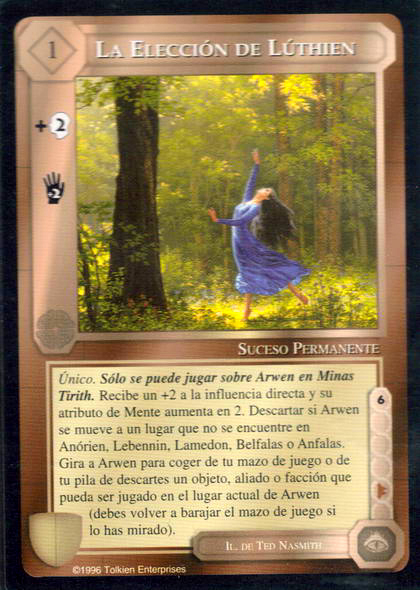 1
LA ELECCIÓN DE LÚTHIEN
+2
-2
SUCESO PERMANENTE
Único. Sólo se puede jugar sobre Arwen en Minas
Tirith. Recibe un +2 a la influencia directa y su
atributo de Mente aumenta en 2. Descartar si Arwen
se mueve a un lugar que no se encuentre en
Anórien, Lebennin, Lamedon, Belfalas o Anfalas.
Gira a Arwen para coger de tu mazo de juego o de
tu pila de descartes un objeto, aliado o facción que
pueda ser jugado en el lugar actual de Arwen
(debes volver a barajar el mazo de juego si
lo has mirado).
6
IL. DE TED NASMITH
©1996 Tolkien Enterprises